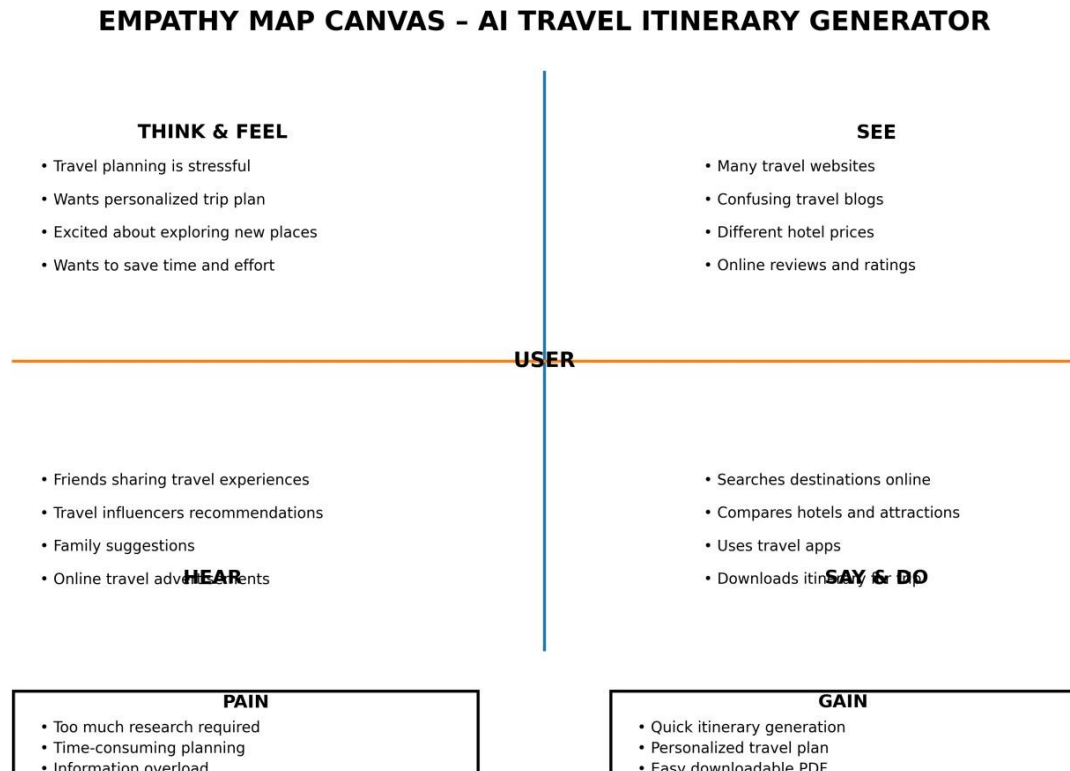 EMPATHY MAP CANVAS – AI TRAVEL ITINERARY GENERATOR
THINK & FEEL
• Travel planning is stressful
• Wants personalized trip plan
• Excited about exploring new places
• Wants to save time and effort
SEE
• Many travel websites
• Confusing travel blogs
• Different hotel prices
• Online reviews and ratings
USER
• Friends sharing travel experiences
• Travel influencers recommendations
• Family suggestions
• Online travel advertisements
HEAR
• Searches destinations online
• Compares hotels and attractions
• Uses travel apps
• Downloads itinerary for trip
SAY & DO
PAIN
• Too much research required
• Time-consuming planning
• Information overload
GAIN
• Quick itinerary generation
• Personalized travel plan
• Easy downloadable PDF